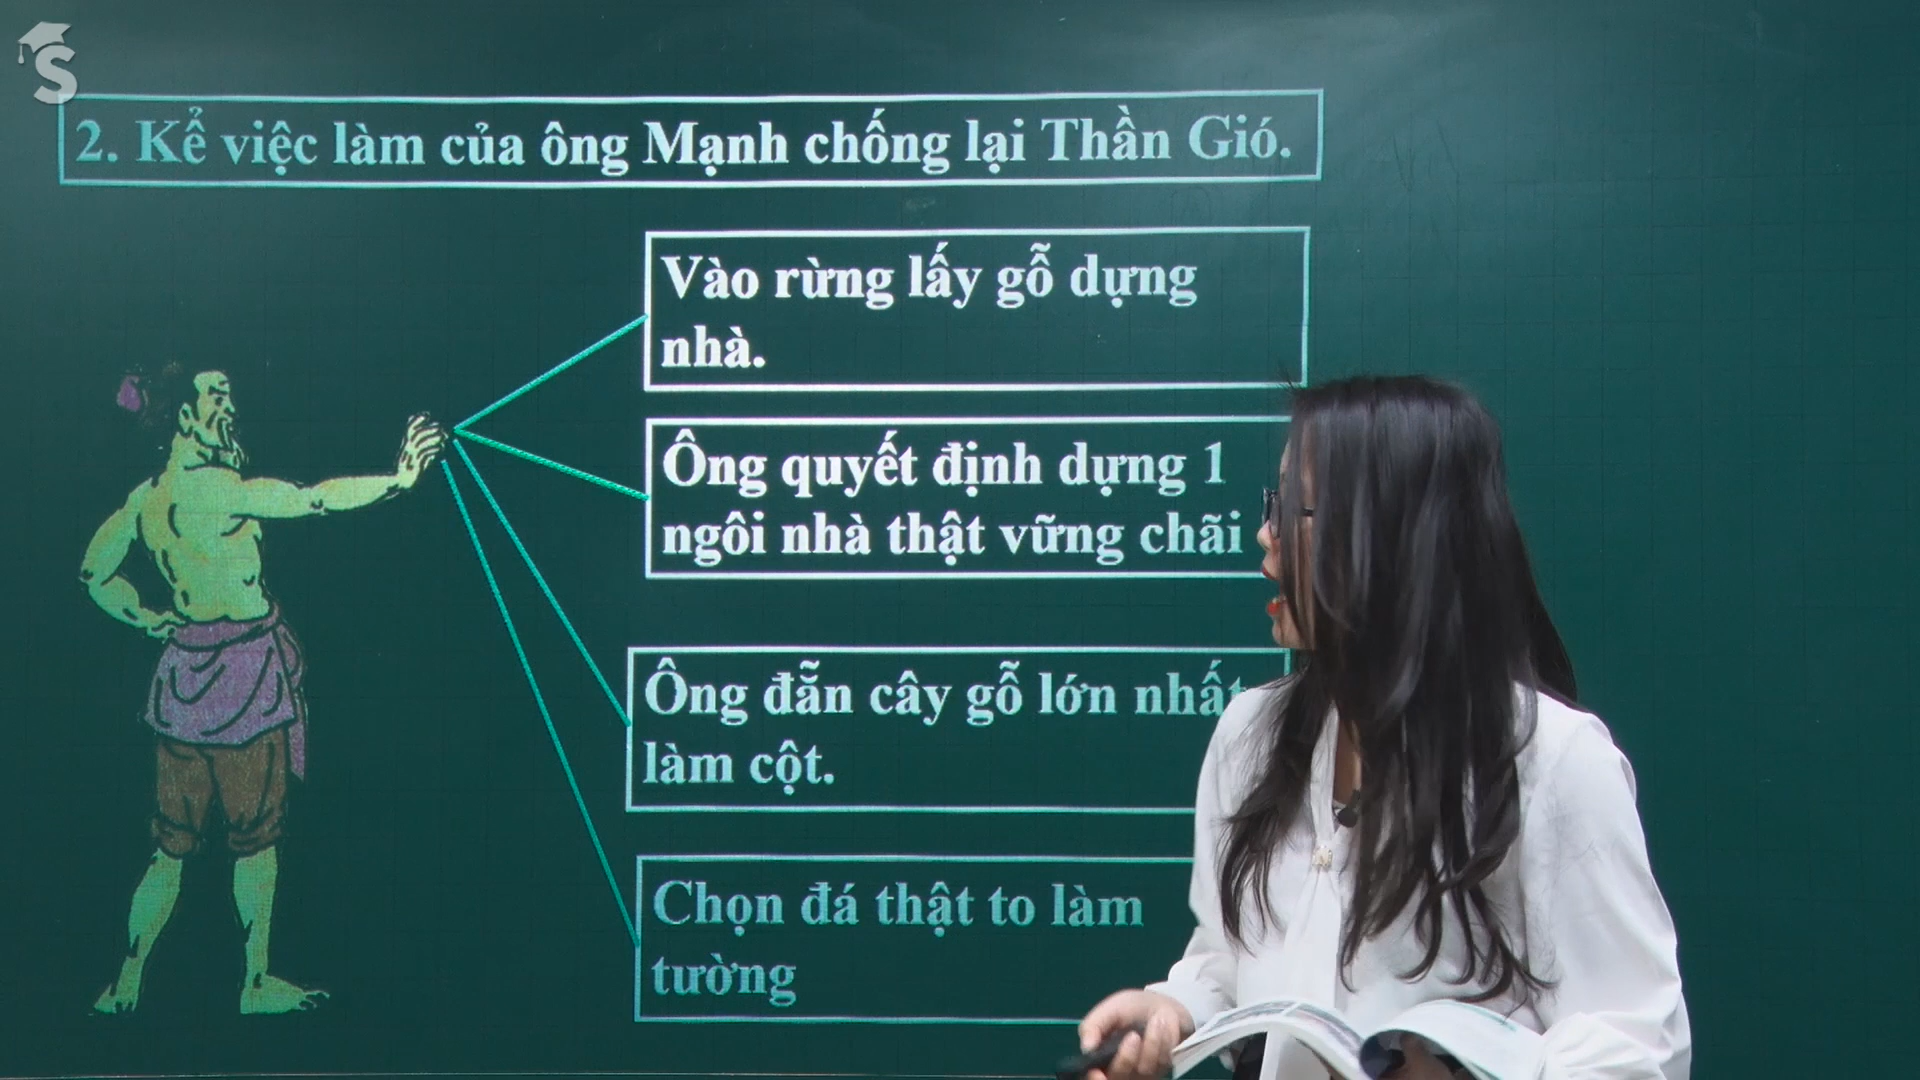 S
2. Kể việc làm của ông Mạnh chống lại Thần Gió.
Vào rừng lấy gỗ dựng
nhà.
Ông quyết định dựng 1
ngôi nhà thật vững chãi
Ông đẵn cây gỗ lớn nhất
làm cột.
Chọn đá thật to làm
tường